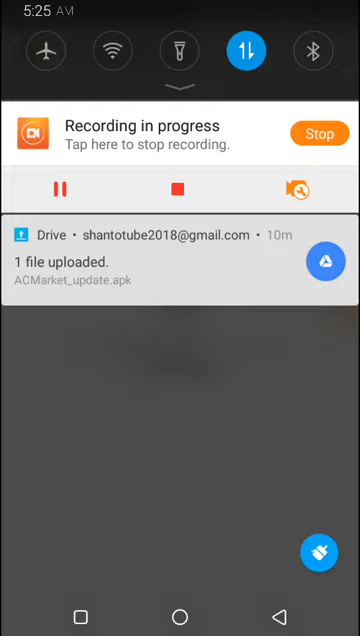 5:25 AM
Recording in progress
Tap here to stop recording.
Stop
Drive • shantotube2018@gmail.com • 10m
1 file uploaded.
ACMarket_update.apk